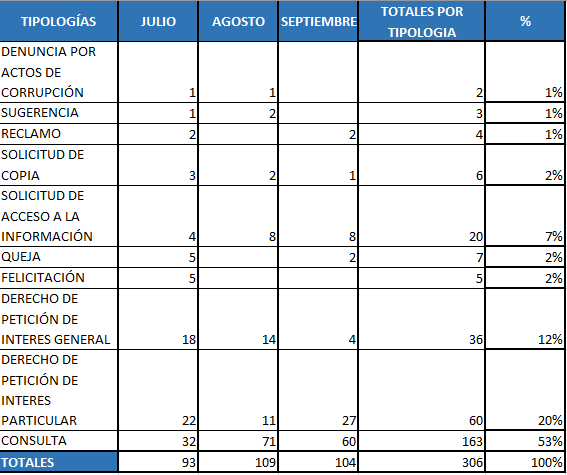 TIPOLOGÍAS JULIO AGOSTO SEPTIEMBRE TOTALES POR TIPOLOGIA %
DENUNCIA POR
ACTOS DE
CORRUPCIÓN 1 1 2 1%
SUGERENCIA 1 2 3 1%
RECLAMO 2 2 4 1%
SOLICITUD DE
COPIA 3 2 1 6 2%
SOLICITUD DE
ACCESO A LA
INFORMACIÓN 4 8 8 20 7%
QUEJA 5 2 7 2%
FELICITACIÓN 5 5 2%
DERECHO DE
PETICIÓN DE
INTERES GENERAL 18 14 4 36 12%
DERECHO DE
PETICIÓN DE
INTERES
PARTICULAR 22 11 27 60 20%
CONSULTA 32 71 60 163 53%
TOTALES 93 109 104 306 100%